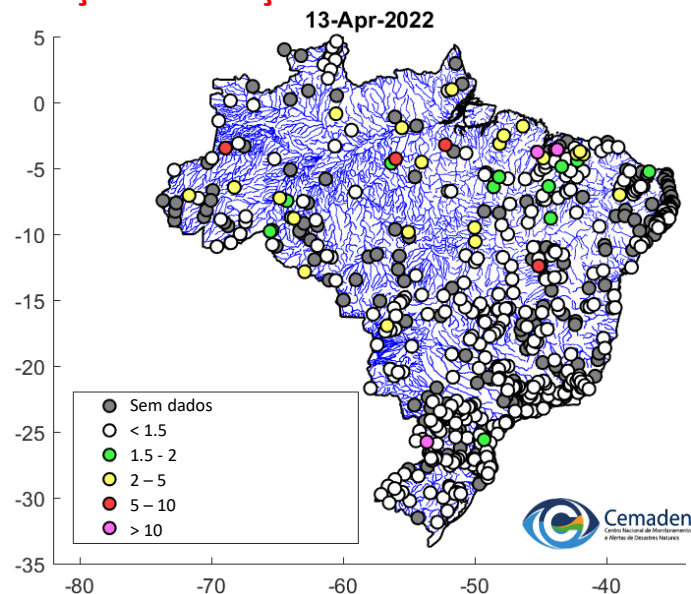 13-Apr-2022
5
0
-5
-10
-15
-20
-25
-30
-35
Sem dados
< 1.5
1.5 - 2
2 – 5
5 – 10
> 10
Cemaden
Centro Nacional de Monitoramento
e Alertas de Desastres Naturais
-80
-70
-60
-50
-40